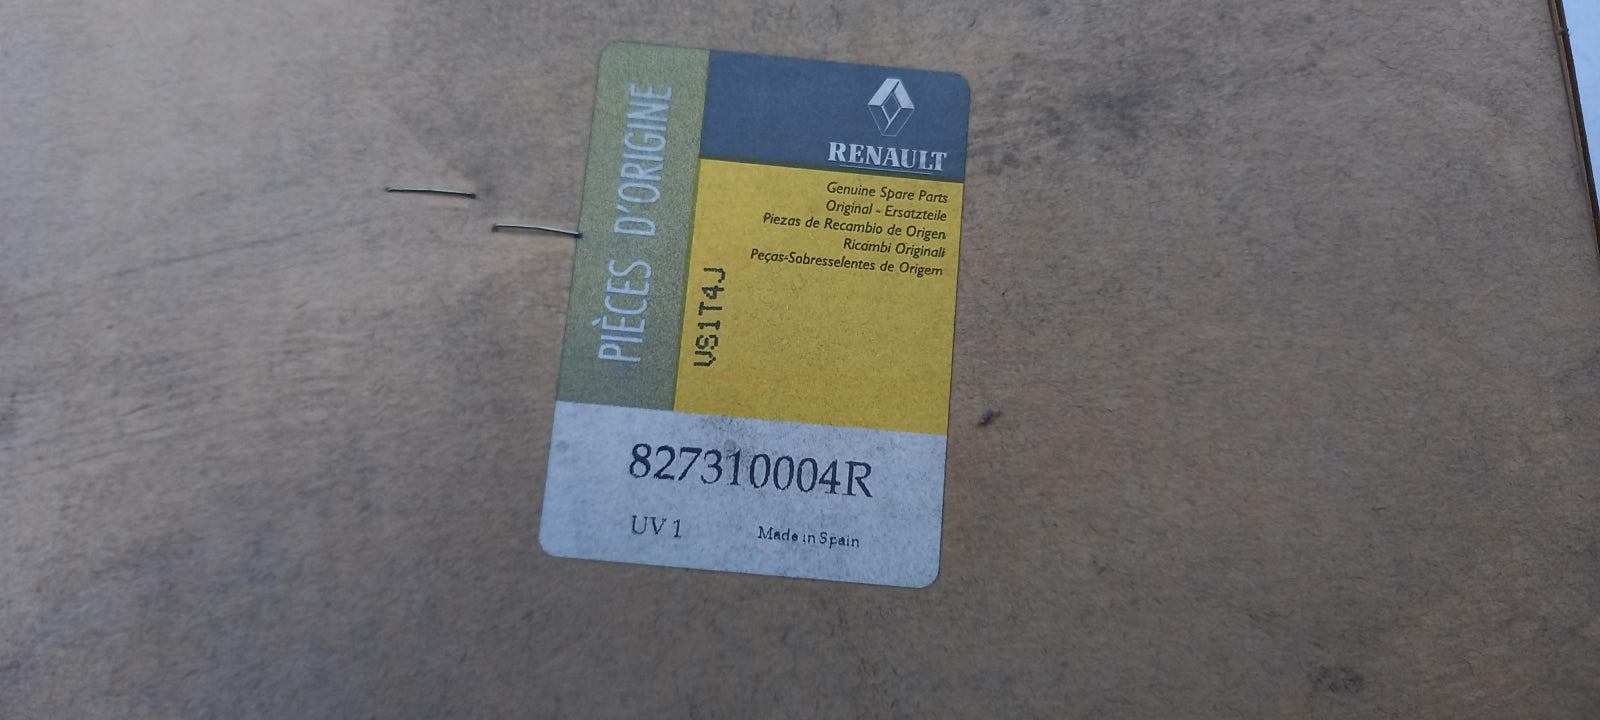 PIÈCES D'ORIGINE
RENAULT
Genuine Spare Parts
Original - Ersatzteile
Piezas de Recambio de Origen
Ricambi Originali
Peças-Sobresselentes de Origem
VS1T4J
827310004R
UV 1 Made in Spain